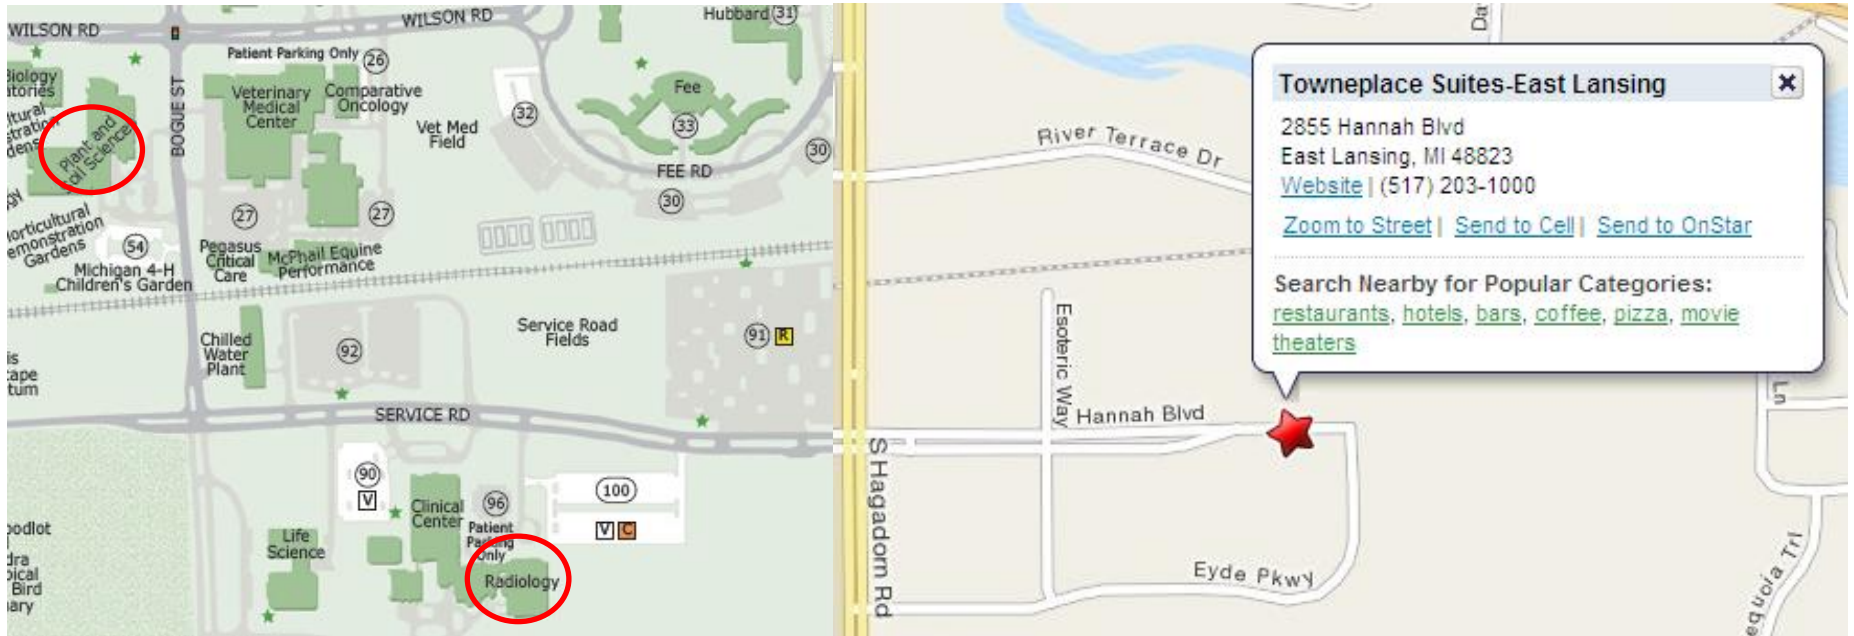 WILSON RD
WILSON RD
Hubbard 31
Patient Parking Only 26
Biology
Veterinary
Medical
Center
Comparative
Oncology
Fee
33
32
Vet Med
Field
30
FEE RD
30
BOGUE ST
Plant and
Soil Science
27
27
54
Gardens
Michigan 4-H
Children's Garden
Pegasus
Critical
Care
McPhail Equine
Performance
Chilled
Water
Plant
92
Service Road
Fields
91 R
SERVICE RD
90
V
Clinical
Center
96
Patient
Parking
Only
100
V C
Life
Science
Radiology
Bird
River Terrace Dr
Esoteric Way
Hannah Blvd
S Hagadorn Rd
Eyde Pkwy
Ln
Towneplace Suites-East Lansing
2855 Hannah Blvd
East Lansing, MI 48823
Website | (517) 203-1000
Zoom to Street | Send to Cell | Send to OnStar
Search Nearby for Popular Categories:
restaurants, hotels, bars, coffee, pizza, movie
theaters